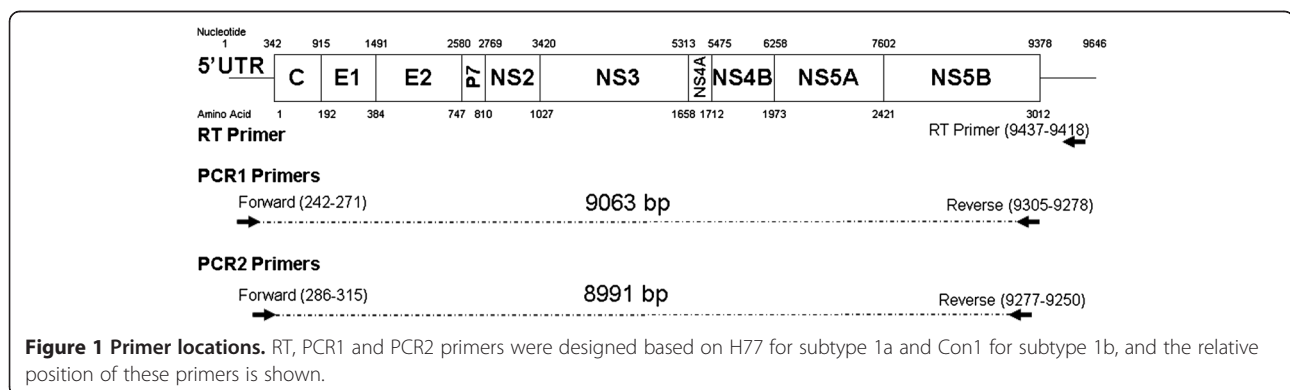 Nucleotide
1 342 915 1491 2580 2769 3420 5313 5475 6258 7602 9378 9646
5'UTR C E1 E2 P7 NS2 NS3 NS4A NS4B NS5A NS5B
Amino Acid 1 192 384 747 810 1027 1658 1712 1973 2421 3012
RT Primer
RT Primer (9437-9418)
PCR1 Primers
Forward (242-271) 9063 bp Reverse (9305-9278)
PCR2 Primers
Forward (286-315) 8991 bp Reverse (9277-9250)
Figure 1 Primer locations. RT, PCR1 and PCR2 primers were designed based on H77 for subtype 1a and Con1 for subtype 1b, and the relative
position of these primers is shown.